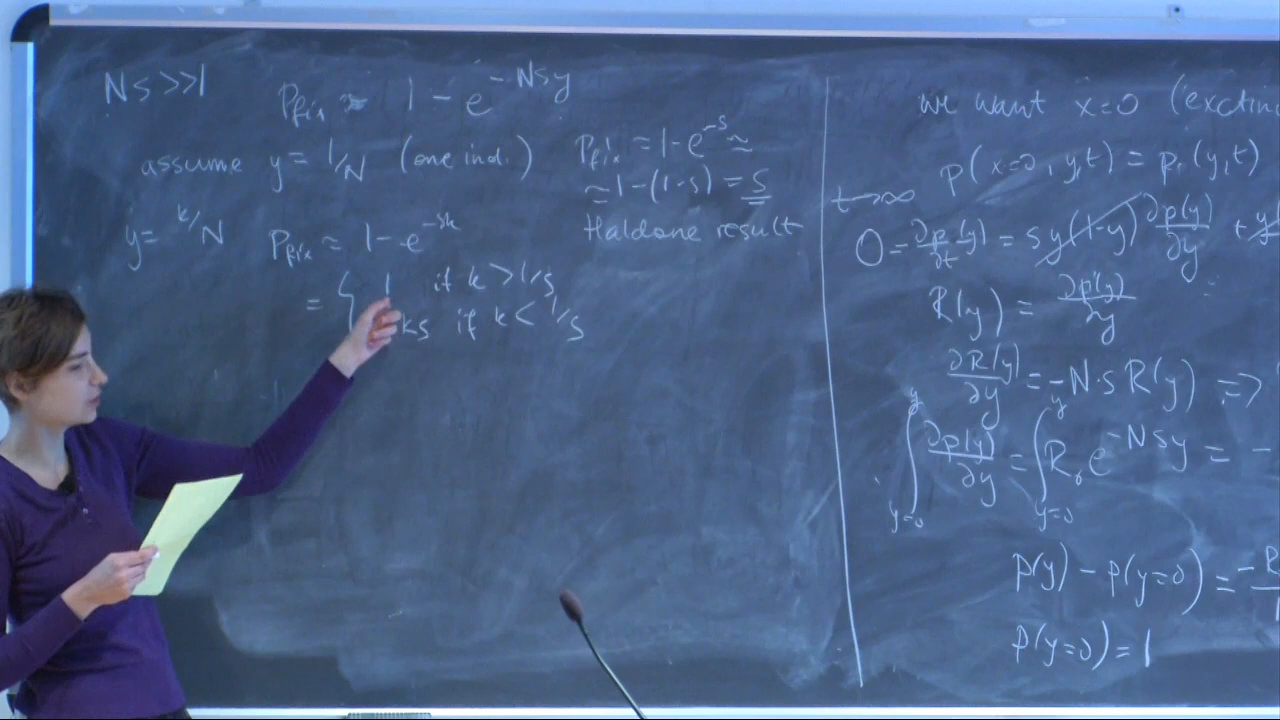 Ns>>1
P_fix ≈ 1 - e^{-Nsy}
assume y = 1/N (one ind.)
P_fix = 1 - e^{-s} ≈
≈ 1 - (1-s) = s
Haldane result
y = k/N P_fix ≈ 1 - e^{-sk}
= { 1 if k > 1/s
ks if k < 1/s
we want x=0 (exctin
p(x=0, y,t) = p_1(y,t)
t→∞
0 = ∂p(y)/∂t = sy(1-y) ∂p(y)/∂y + y
R(y) = ∂p(y)/∂y
∂R(y)/∂y = -N·s R(y) =>
∫_{y=0}^{y} ∂p(y)/∂y = ∫_{y=0}^{y} R_0 e^{-Nsy} = -
p(y) - p(y=0) = -R
p(y=0) = 1